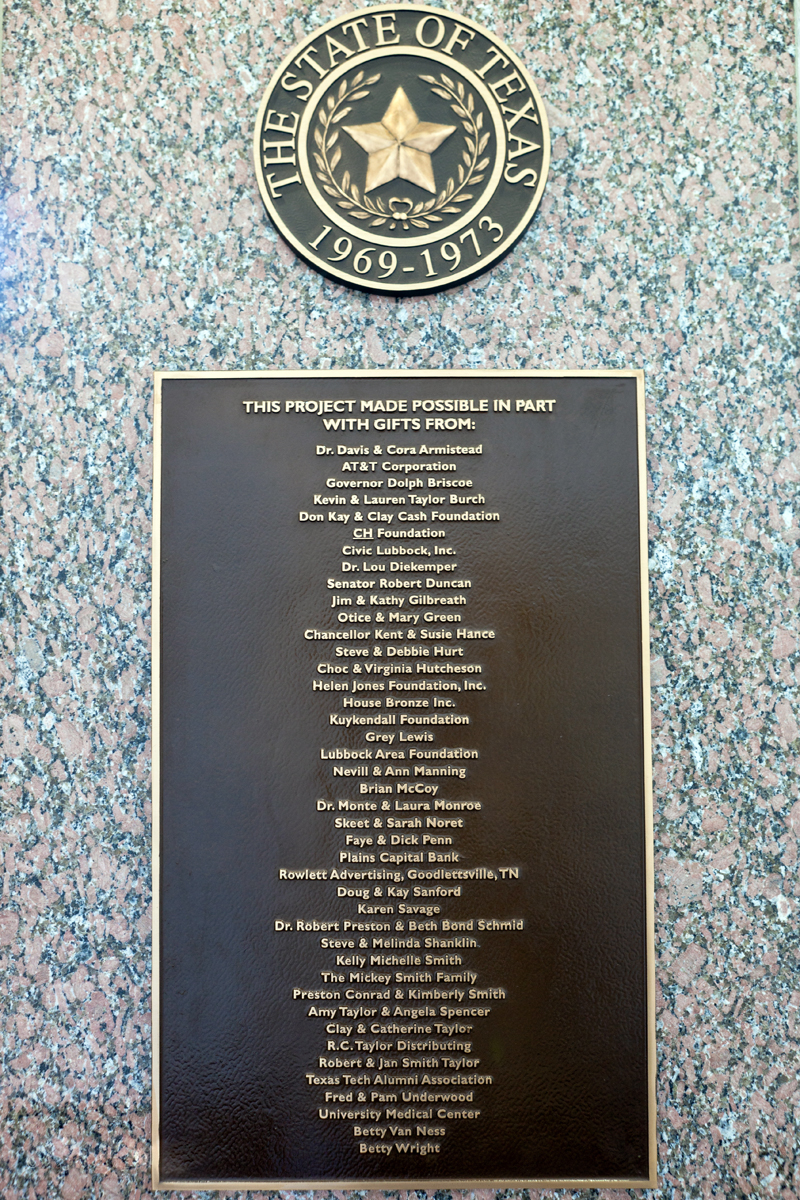 THE STATE OF TEXAS
1969-1973
THIS PROJECT MADE POSSIBLE IN PART
WITH GIFTS FROM:
Dr. Davis & Cora Armistead
AT&T Corporation
Governor Dolph Briscoe
Kevin & Lauren Taylor Burch
Don Kay & Clay Cash Foundation
CH Foundation
Civic Lubbock, Inc.
Dr. Lou Diekemper
Senator Robert Duncan
Jim & Kathy Gilbreath
Otice & Mary Green
Chancellor Kent & Susie Hance
Steve & Debbie Hurt
Choc & Virginia Hutcheson
Helen Jones Foundation, Inc.
House Bronze Inc.
Kuykendall Foundation
Grey Lewis
Lubbock Area Foundation
Nevill & Ann Manning
Brian McCoy
Dr. Monte & Laura Monroe
Skeet & Sarah Noret
Faye & Dick Penn
Plains Capital Bank
Rowlett Advertising, Goodlettsville, TN
Doug & Kay Sanford
Karen Savage
Dr. Robert Preston & Beth Bond Schmid
Steve & Melinda Shanklin
Kelly Michelle Smith
The Mickey Smith Family
Preston Conrad & Kimberly Smith
Amy Taylor & Angela Spencer
Clay & Catherine Taylor
R.C. Taylor Distributing
Robert & Jan Smith Taylor
Texas Tech Alumni Association
Fred & Pam Underwood
University Medical Center
Betty Van Ness
Betty Wright